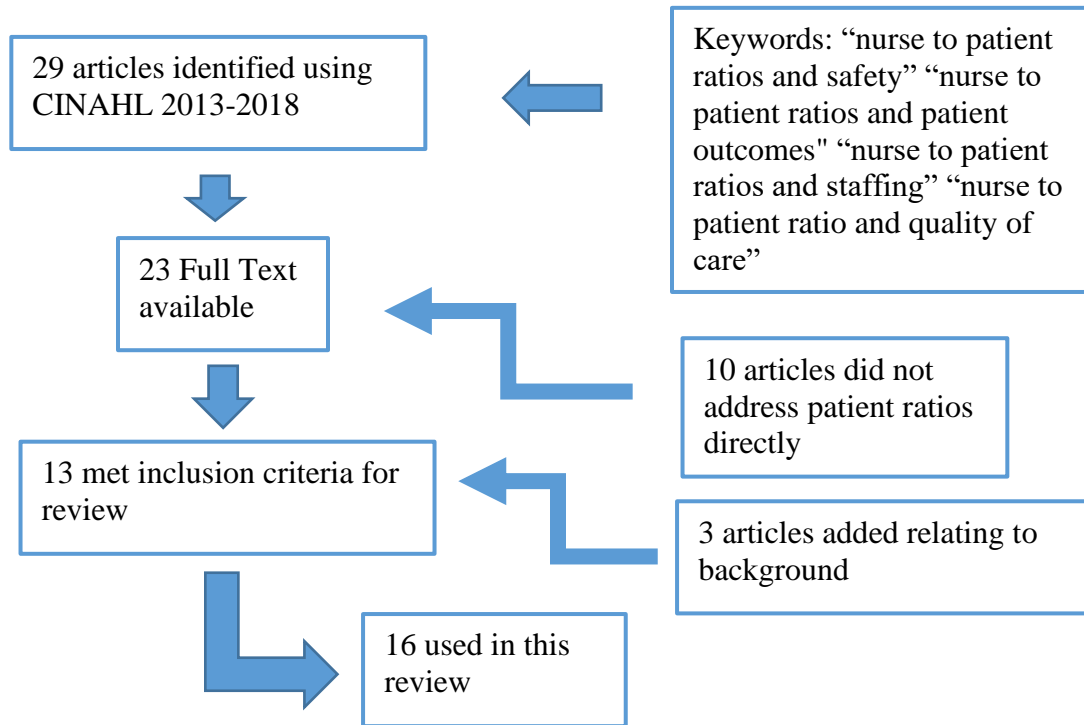 29 articles identified using
CINAHL 2013-2018
Keywords: “nurse to patient
ratios and safety” “nurse to
patient ratios and patient
outcomes" “nurse to patient
ratios and staffing” “nurse to
patient ratio and quality of
care”
23 Full Text
available
10 articles did not
address patient ratios
directly
13 met inclusion criteria for
review
3 articles added relating to
background
16 used in this
review